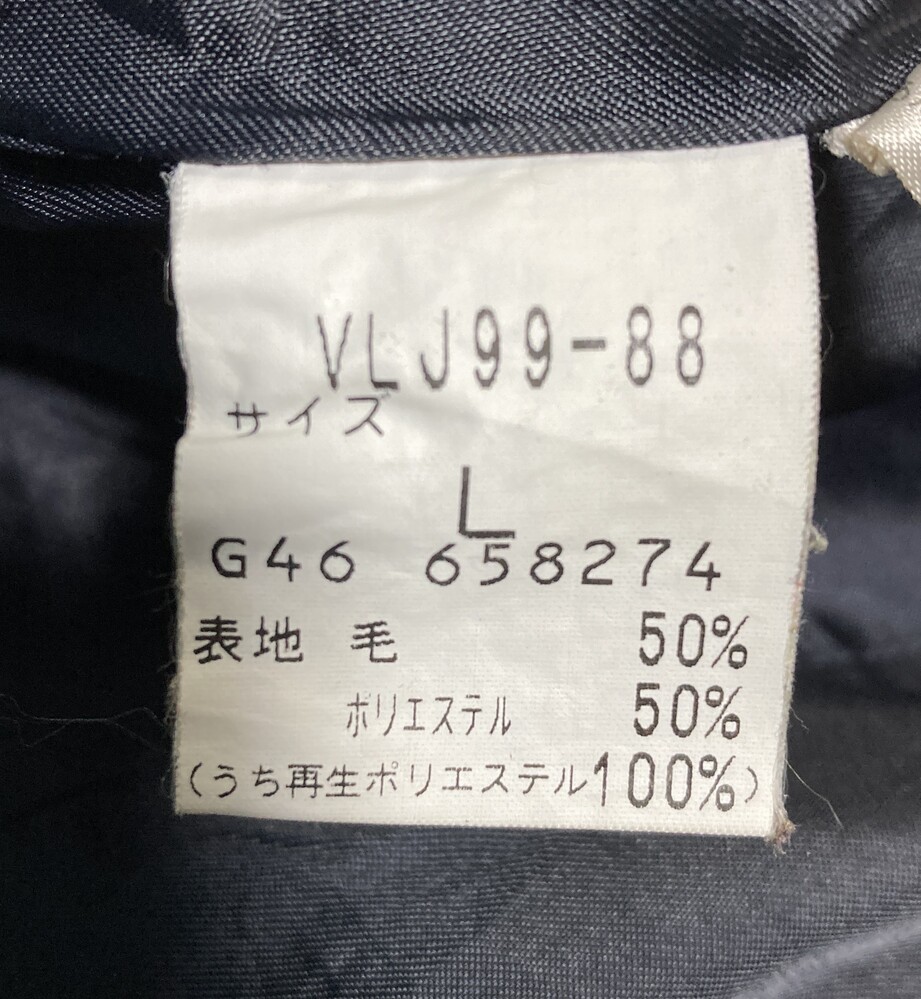 VLJ99-88
サイズ
L
G46 658274
表地 毛 50%
ポリエステル 50%
(うち再生ポリエステル100%)